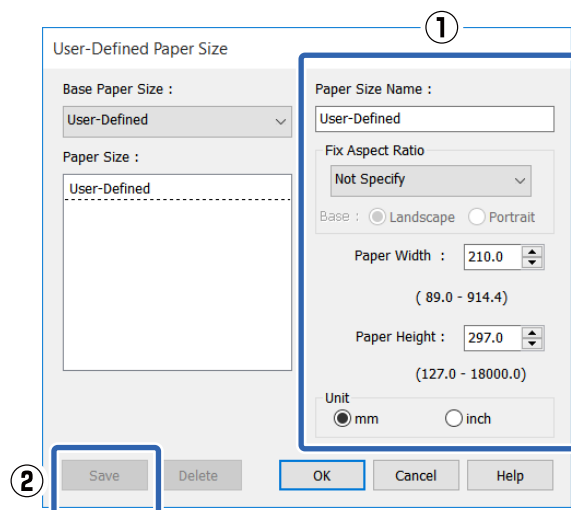 ①
User-Defined Paper Size
Base Paper Size :
User-Defined
Paper Size :
User-Defined
Paper Size Name :
User-Defined
Fix Aspect Ratio
Not Specify
Base : Landscape Portrait
Paper Width : 210.0
( 89.0 - 914.4)
Paper Height : 297.0
(127.0 - 18000.0)
Unit
mm inch
②
Save Delete OK Cancel Help